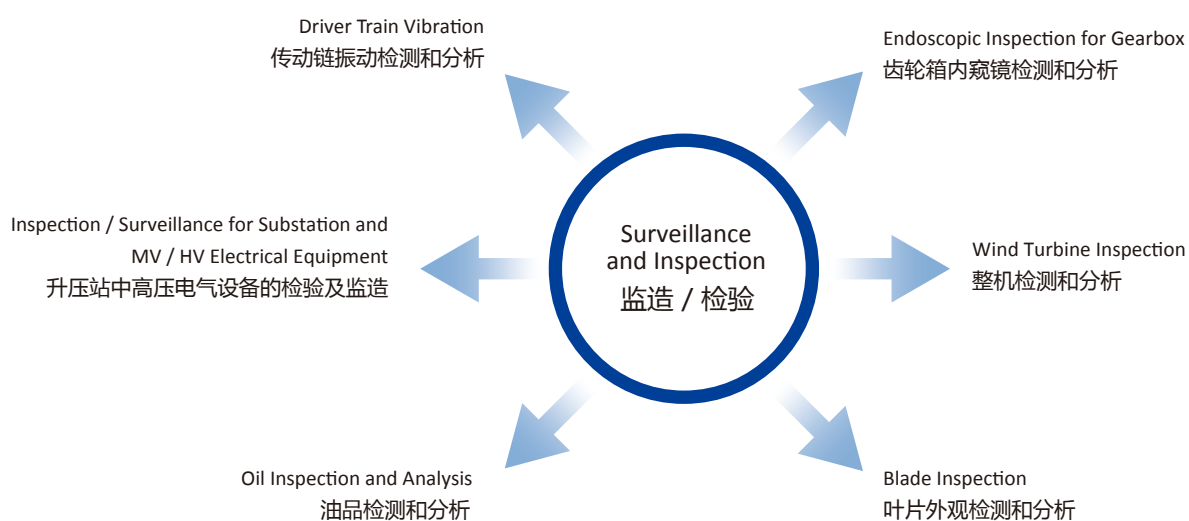 Driver Train Vibration
传动链振动检测和分析
Endoscopic Inspection for Gearbox
齿轮箱内窥镜检测和分析
Inspection / Surveillance for Substation and
MV / HV Electrical Equipment
升压站中高压电气设备的检验及监造
Surveillance
and Inspection
监造 / 检验
Wind Turbine Inspection
整机检测和分析
Oil Inspection and Analysis
油品检测和分析
Blade Inspection
叶片外观检测和分析